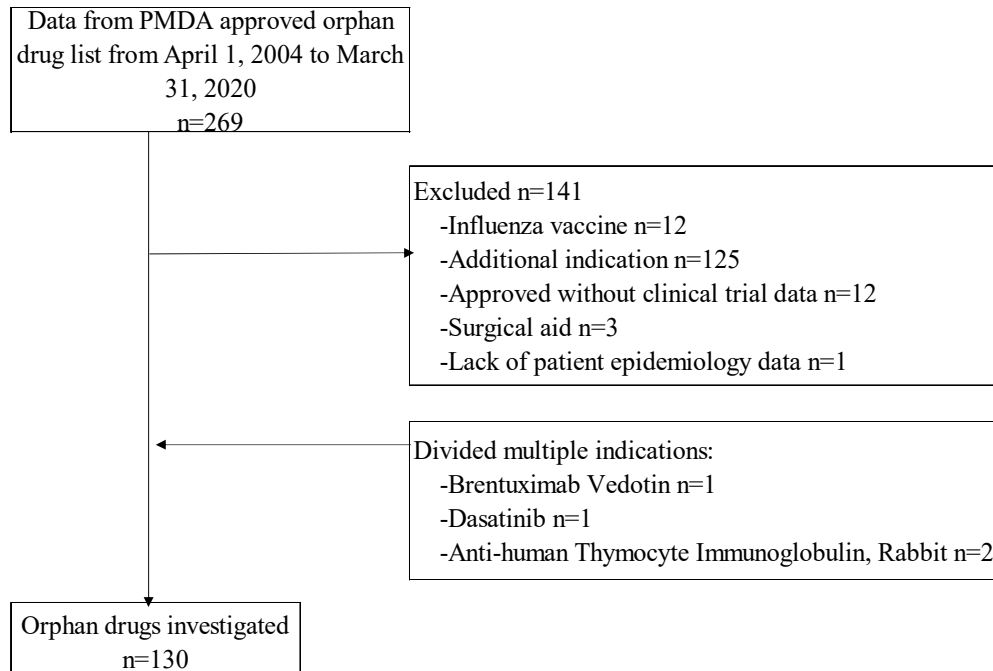 Data from PMDA approved orphan
drug list from April 1, 2004 to March
31, 2020
n=269
Excluded n=141
-Influenza vaccine n=12
-Additional indication n=125
-Approved without clinical trial data n=12
-Surgical aid n=3
-Lack of patient epidemiology data n=1
Divided multiple indications:
-Brentuximab Vedotin n=1
-Dasatinib n=1
-Anti-human Thymocyte Immunoglobulin, Rabbit n=2
Orphan drugs investigated
n=130